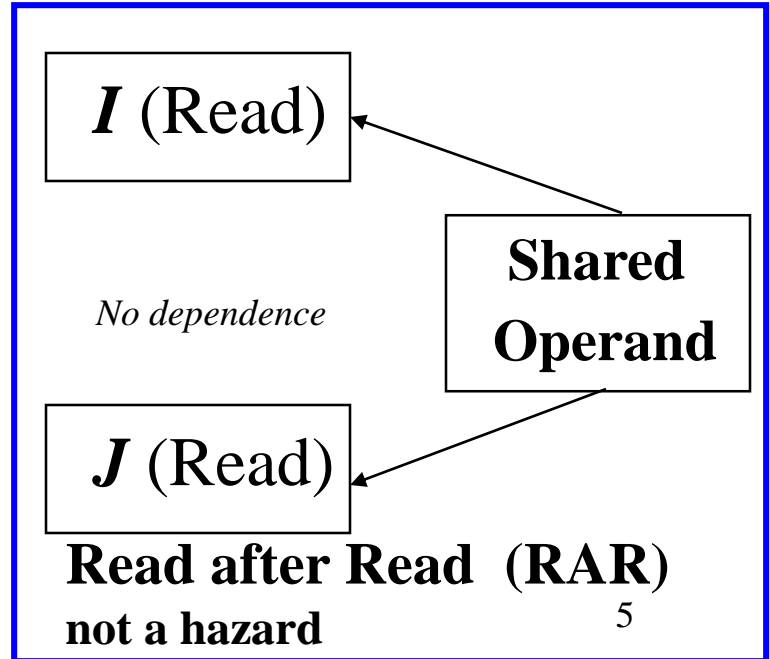 I (Read)
Shared
Operand
No dependence
J (Read)
Read after Read (RAR)
not a hazard
5